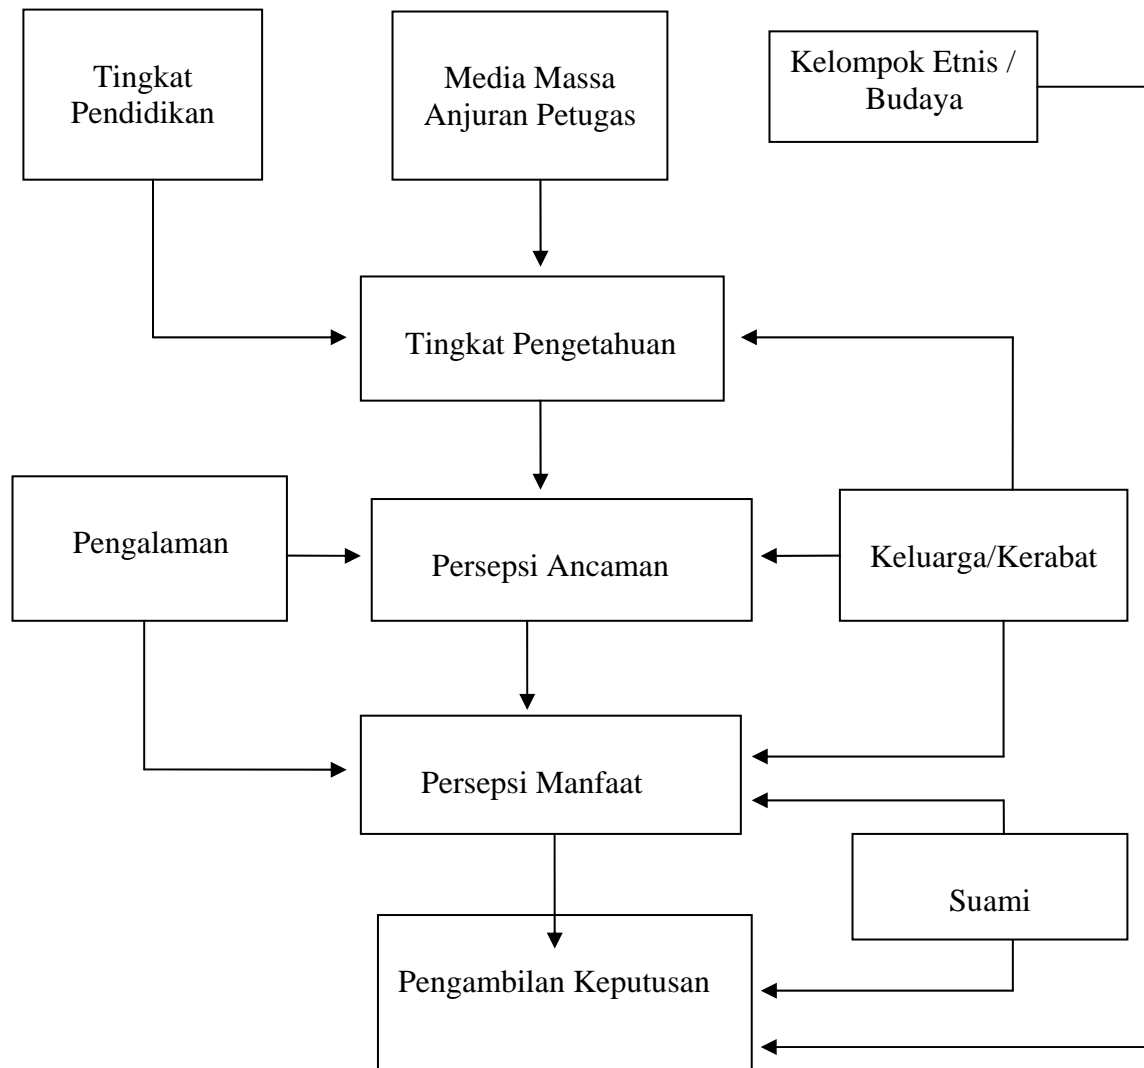 Tingkat
Pendidikan
Media Massa
Anjuran Petugas
Kelompok Etnis /
Budaya
Tingkat Pengetahuan
Pengalaman
Persepsi Ancaman
Keluarga/Kerabat
Persepsi Manfaat
Suami
Pengambilan Keputusan